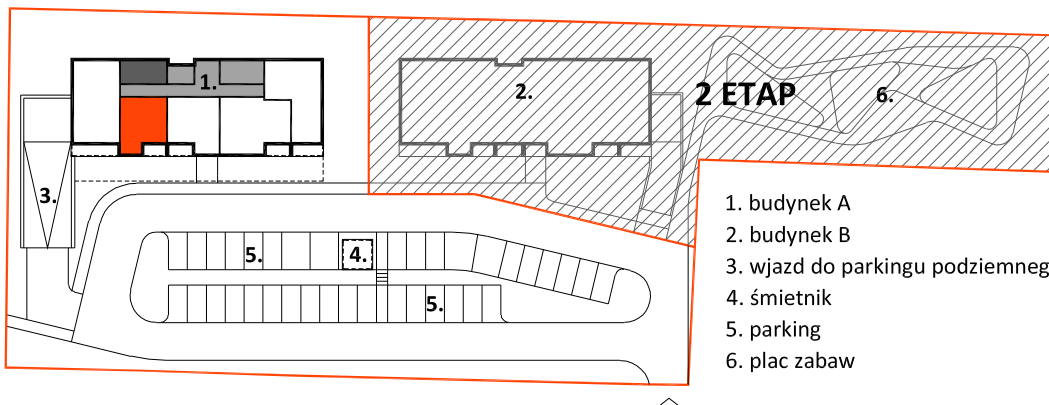 1.
2.
2 ETAP
6.
3.
5.
4.
5.
1. budynek A
2. budynek B
3. wjazd do parkingu podziemneg
4. śmietnik
5. parking
6. plac zabaw